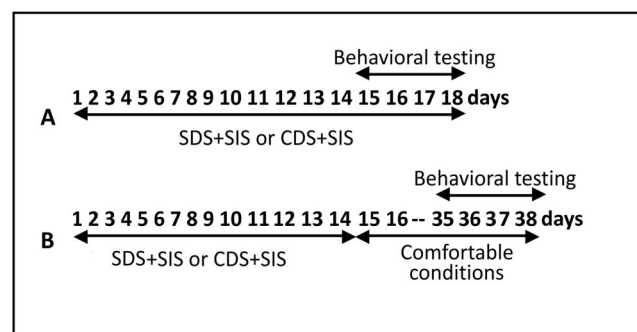 Behavioral testing
1 2 3 4 5 6 7 8 9 10 11 12 13 14 15 16 17 18 days
A
SDS+SIS or CDS+SIS
Behavioral testing
1 2 3 4 5 6 7 8 9 10 11 12 13 14 15 16 -- 35 36 37 38 days
B
SDS+SIS or CDS+SIS
Comfortable
conditions